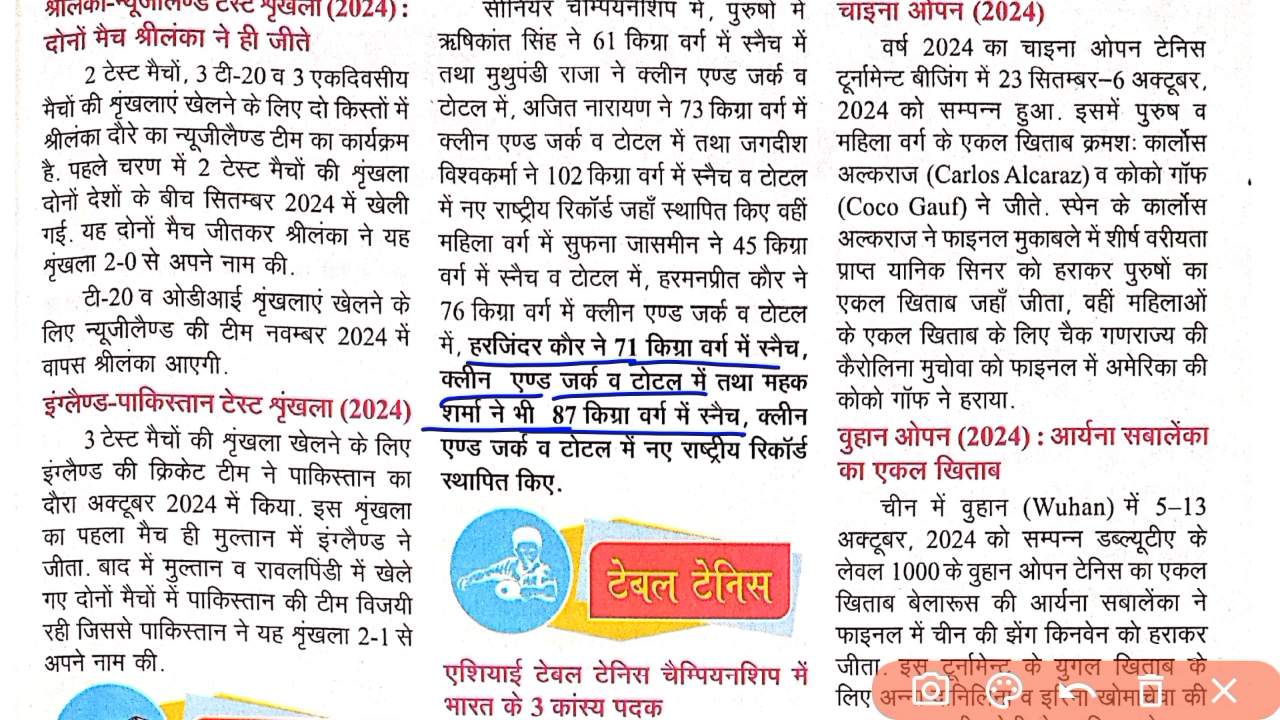 श्रीलंका-न्यूजीलैण्ड टेस्ट शृंखला (2024) :
दोनों मैच श्रीलंका ने ही जीते
2 टेस्ट मैचों, 3 टी-20 व 3 एकदिवसीय
मैचों की शृंखलाएं खेलने के लिए दो किस्तों में
श्रीलंका दौरे का न्यूजीलैण्ड टीम का कार्यक्रम
है. पहले चरण में 2 टेस्ट मैचों की शृंखला
दोनों देशों के बीच सितम्बर 2024 में खेली
गई. यह दोनों मैच जीतकर श्रीलंका ने यह
शृंखला 2-0 से अपने नाम की.
टी-20 व ओडीआई शृंखलाएं खेलने के
लिए न्यूजीलैण्ड की टीम नवम्बर 2024 में
वापस श्रीलंका आएगी.
इंग्लैण्ड-पाकिस्तान टेस्ट शृंखला (2024)
3 टेस्ट मैचों की शृंखला खेलने के लिए
इंग्लैण्ड की क्रिकेट टीम ने पाकिस्तान का
दौरा अक्टूबर 2024 में किया. इस शृंखला
का पहला मैच ही मुल्तान में इंग्लैण्ड ने
जीता. बाद में मुल्तान व रावलपिंडी में खेले
गए दोनों मैचों में पाकिस्तान की टीम विजयी
रही जिससे पाकिस्तान ने यह शृंखला 2-1 से
अपने नाम की.
सीनियर चैम्पियनशिप में, पुरुषों में
ऋषिकांत सिंह ने 61 किग्रा वर्ग में स्नैच में
तथा मुथुपंडी राजा ने क्लीन एण्ड जर्क व
टोटल में, अजित नारायण ने 73 किग्रा वर्ग में
क्लीन एण्ड जर्क व टोटल में तथा जगदीश
विश्वकर्मा ने 102 किग्रा वर्ग में स्नैच व टोटल
में नए राष्ट्रीय रिकॉर्ड जहाँ स्थापित किए वहीं
महिला वर्ग में सुफना जासमीन ने 45 किग्रा
वर्ग में स्नैच व टोटल में, हरमनप्रीत कौर ने
76 किग्रा वर्ग में क्लीन एण्ड जर्क व टोटल
में, हरजिंदर कौर ने 71 किग्रा वर्ग में स्नैच,
क्लीन एण्ड जर्क व टोटल में तथा महक
शर्मा ने भी 87 किग्रा वर्ग में स्नैच, क्लीन
एण्ड जर्क व टोटल में नए राष्ट्रीय रिकॉर्ड
स्थापित किए.
टेबल टेनिस
एशियाई टेबल टेनिस चैम्पियनशिप में
भारत के 3 कांस्य पदक
चाइना ओपन (2024)
वर्ष 2024 का चाइना ओपन टेनिस
टूर्नामेण्ट बीजिंग में 23 सितम्बर–6 अक्टूबर,
2024 को सम्पन्न हुआ. इसमें पुरुष व
महिला वर्ग के एकल खिताब क्रमशः कार्लोस
अल्कराज (Carlos Alcaraz) व कोको गॉफ
(Coco Gauf) ने जीते. स्पेन के कार्लोस
अल्कराज ने फाइनल मुकाबले में शीर्ष वरीयता
प्राप्त यानिक सिनर को हराकर पुरुषों का
एकल खिताब जहाँ जीता, वहीं महिलाओं
के एकल खिताब के लिए चैक गणराज्य की
कैरोलिना मुचोवा को फाइनल में अमेरिका की
कोको गॉफ ने हराया.
वुहान ओपन (2024) : आर्यना सबालेंका
का एकल खिताब
चीन में वुहान (Wuhan) में 5–13
अक्टूबर, 2024 को सम्पन्न डब्ल्यूटीए के
लेवल 1000 के वुहान ओपन टेनिस का एकल
खिताब बेलारूस की आर्यना सबालेंका ने
फाइनल में चीन की झेंग किनवेन को हराकर
जीता. इस टूर्नामेन्ट के युगल खिताब के
लिए व इरिना खोमाचेवा की